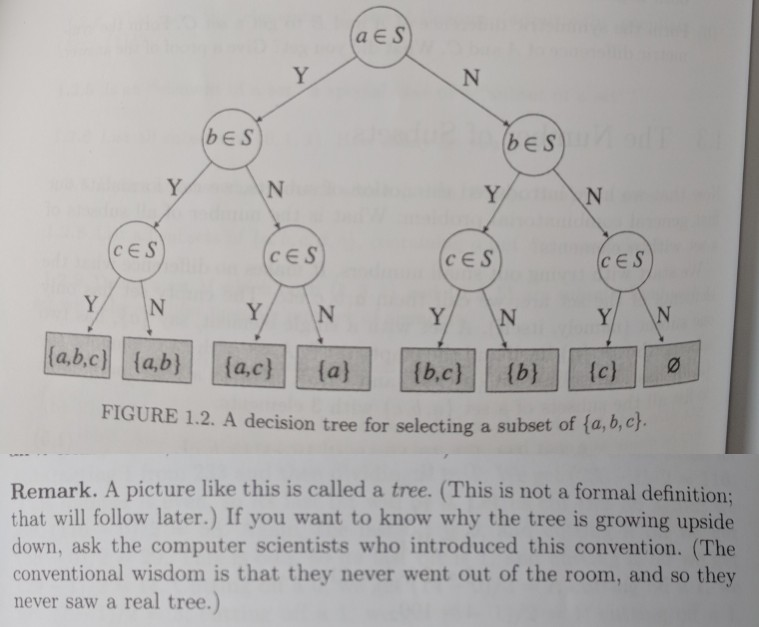 a ∈ S
Y
N
b ∈ S
b ∈ S
Y
N
Y
N
c ∈ S
c ∈ S
c ∈ S
c ∈ S
Y
N
Y
N
Y
N
Y
N
{a,b,c}
{a,b}
{a,c}
{a}
{b,c}
{b}
{c}
∅
FIGURE 1.2. A decision tree for selecting a subset of {a, b, c}.
Remark. A picture like this is called a tree. (This is not a formal definition;
that will follow later.) If you want to know why the tree is growing upside
down, ask the computer scientists who introduced this convention. (The
conventional wisdom is that they never went out of the room, and so they
never saw a real tree.)